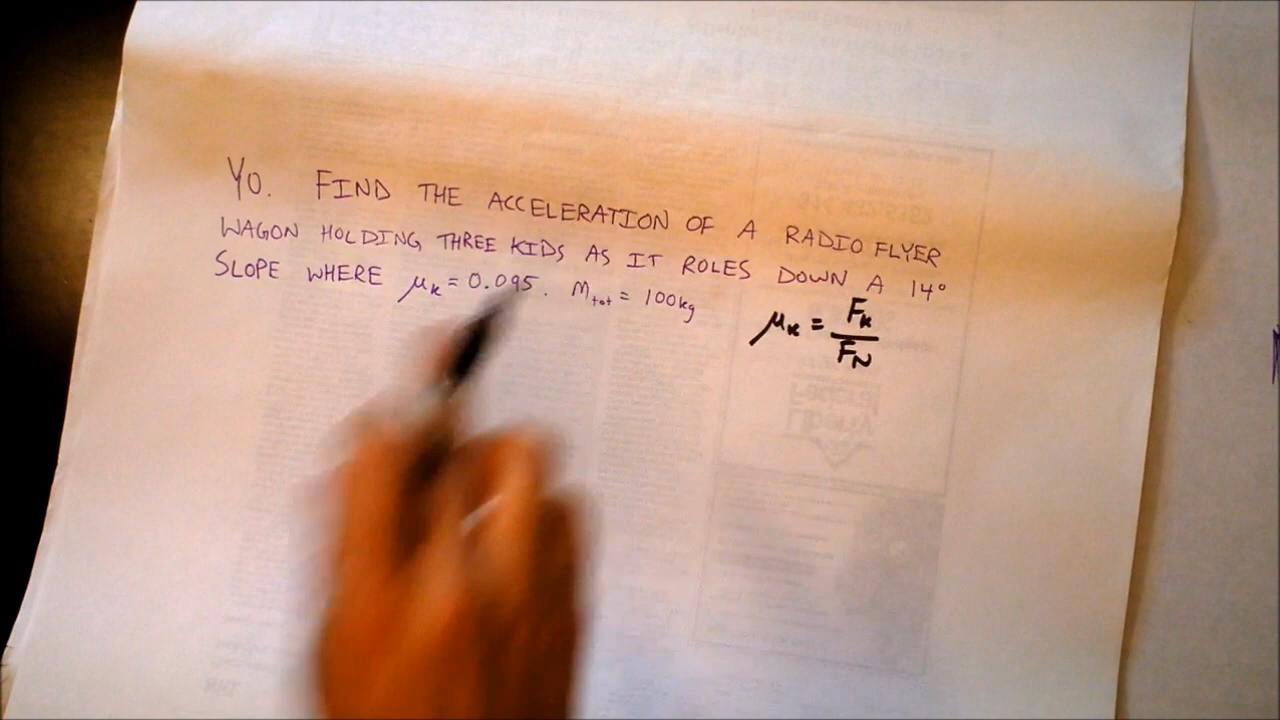 YO. FIND THE ACCELERATION OF A RADIO FLYER
WAGON HOLDING THREE KIDS AS IT ROLES DOWN A 14°
SLOPE WHERE μk = 0.095. Mtot = 100kg
μk = Fk/FN